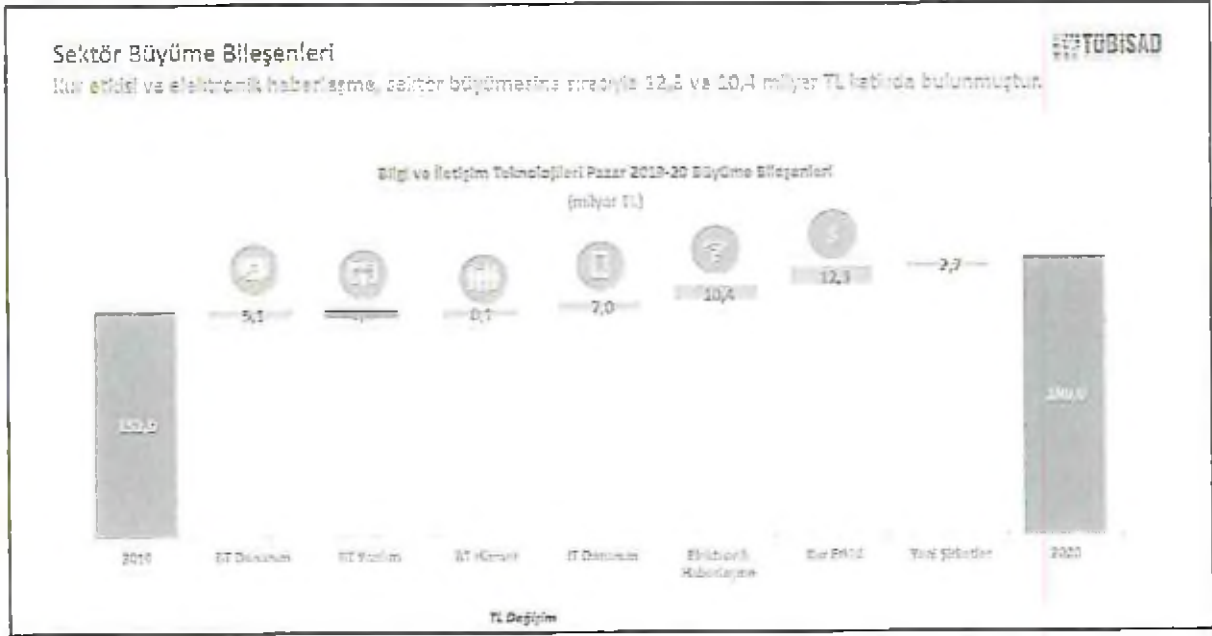 Sektör Büyüme Bileşenleri
TÜBİSAD
Kur etkisi ve elektronik haberleşme, sektör büyümesine sırasıyla 12,3 ve 10,4 milyar TL katkıda bulunmuştur.
Bilgi ve İletişim Teknolojileri Pazar 2019-20 Büyüme Bileşenleri
(milyar TL)
5,1
7,0
10,4
12,3
2,7
2019
BT Donanım
BT Yazılım
BT Hizmet
İT Donanım
Elektronik
Haberleşme
Kur Etkisi
Yeni Şirketler
2020
TL Değişim